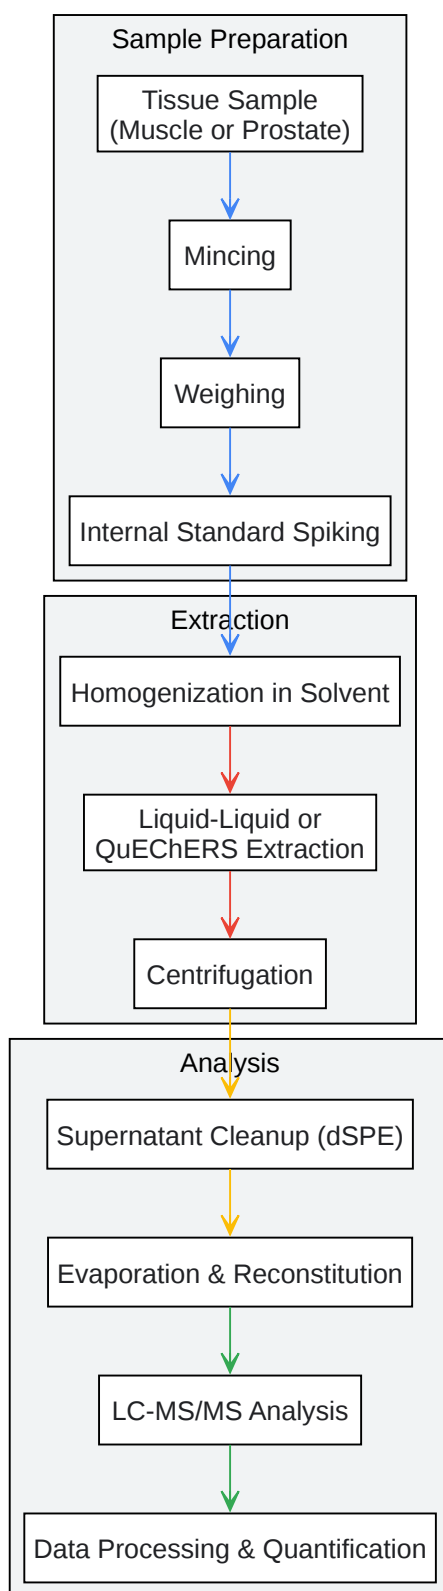 Sample Preparation
Tissue Sample
(Muscle or Prostate)
Mincing
Weighing
Internal Standard Spiking
Extraction
Homogenization in Solvent
Liquid-Liquid or
QuEChERS Extraction
Centrifugation
Analysis
Supernatant Cleanup (dSPE)
Evaporation & Reconstitution
LC-MS/MS Analysis
Data Processing & Quantification